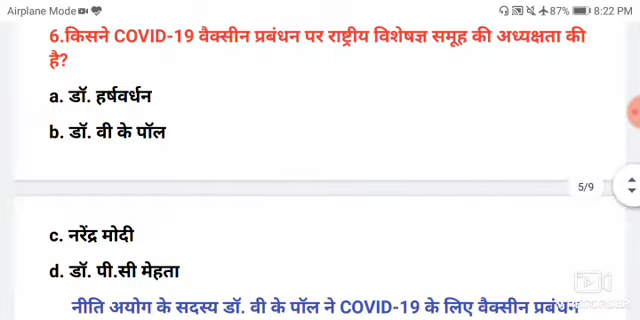 Airplane Mode 87% 8:22 PM
6.किसने COVID-19 वैक्सीन प्रबंधन पर राष्ट्रीय विशेषज्ञ समूह की अध्यक्षता की
है?
a. डॉ. हर्षवर्धन
b. डॉ. वी के पॉल
5/9
c. नरेंद्र मोदी
d. डॉ. पी.सी मेहता
नीति अयोग के सदस्य डॉ. वी के पॉल ने COVID-19 के लिए वैक्सीन प्रबंधन
RECORDER